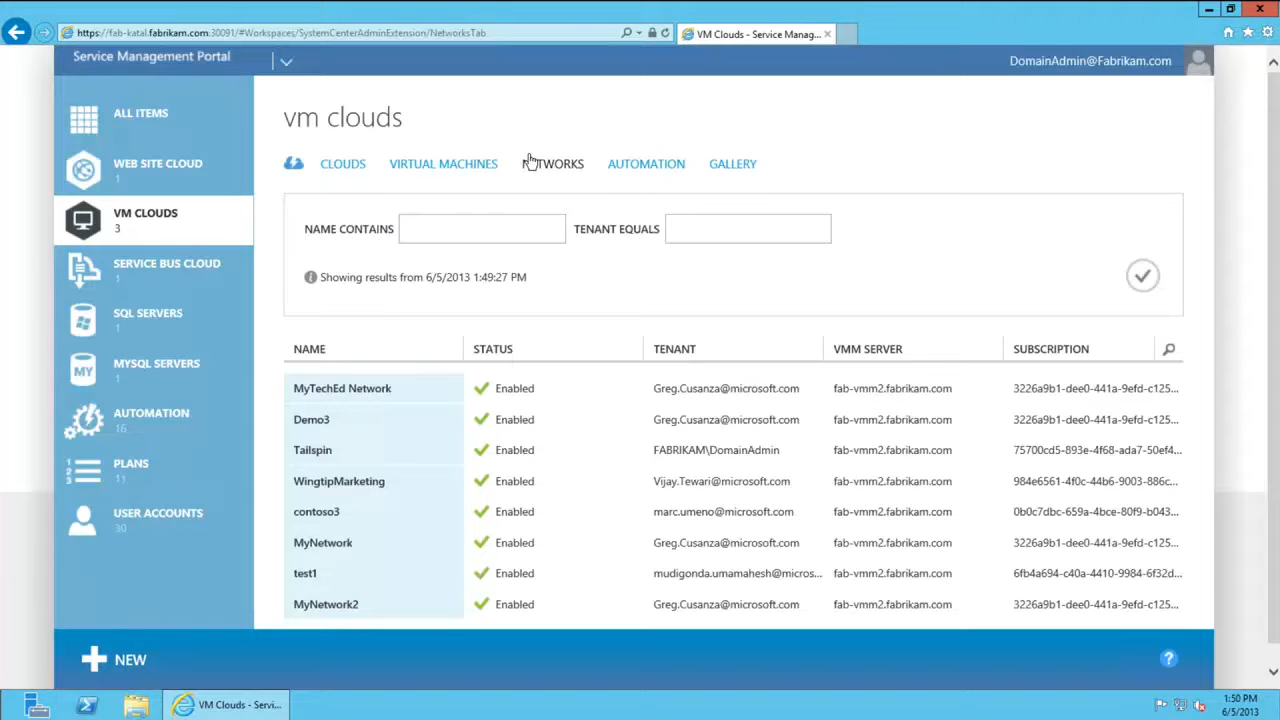 https://fab-katal.fabrikam.com:30091/#Workspaces/SystemCenterAdminExtension/NetworksTab
VM Clouds - Service Manag...
Service Management Portal
DomainAdmin@Fabrikam.com
ALL ITEMS
WEB SITE CLOUD
1
VM CLOUDS
3
SERVICE BUS CLOUD
1
SQL SERVERS
1
MYSQL SERVERS
1
MY
AUTOMATION
16
PLANS
11
1
2
3
USER ACCOUNTS
30
vm clouds
CLOUDS VIRTUAL MACHINES NETWORKS AUTOMATION GALLERY
NAME CONTAINS TENANT EQUALS
Showing results from 6/5/2013 1:49:27 PM
NAME STATUS TENANT VMM SERVER SUBSCRIPTION
MyTechEd Network Enabled Greg.Cusanza@microsoft.com fab-vmm2.fabrikam.com 3226a9b1-dee0-441a-9efd-c125...
Demo3 Enabled Greg.Cusanza@microsoft.com fab-vmm2.fabrikam.com 3226a9b1-dee0-441a-9efd-c125...
Tailspin Enabled FABRIKAM\DomainAdmin fab-vmm2.fabrikam.com 75700cd5-893e-4f68-ada7-50ef4...
WingtipMarketing Enabled Vijay.Tewari@microsoft.com fab-vmm2.fabrikam.com 984e6561-4f0c-44b6-9003-886c...
contoso3 Enabled marc.umeno@microsoft.com fab-vmm2.fabrikam.com 0b0c7dbc-659a-4bce-80f9-b043...
MyNetwork Enabled Greg.Cusanza@microsoft.com fab-vmm2.fabrikam.com 3226a9b1-dee0-441a-9efd-c125...
test1 Enabled mudigonda.umamahesh@micros... fab-vmm2.fabrikam.com 6fb4a694-c40a-4410-9984-6f32d...
MyNetwork2 Enabled Greg.Cusanza@microsoft.com fab-vmm2.fabrikam.com 3226a9b1-dee0-441a-9efd-c125...
NEW
?
VM Clouds - Servi...
1:50 PM
6/5/2013